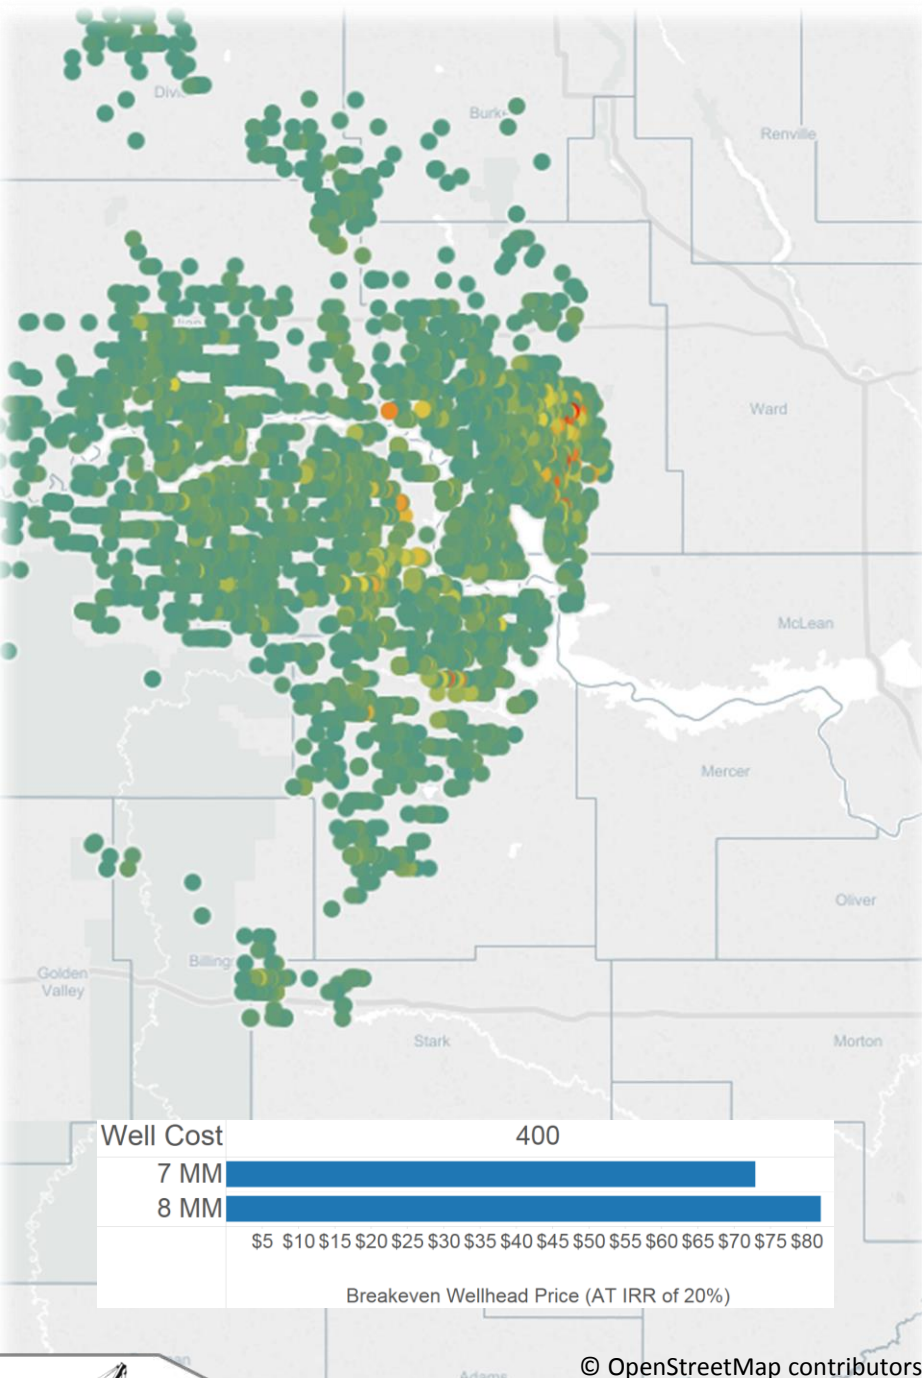 Burke
Renville
Ward
McLean
Mercer
Oliver
Billing
Golden
Valley
Stark
Morton
Well Cost 400
7 MM
8 MM
$5 $10 $15 $20 $25 $30 $35 $40 $45 $50 $55 $60 $65 $70 $75 $80
Breakeven Wellhead Price (AT IRR of 20%)
© OpenStreetMap contributors
Adams